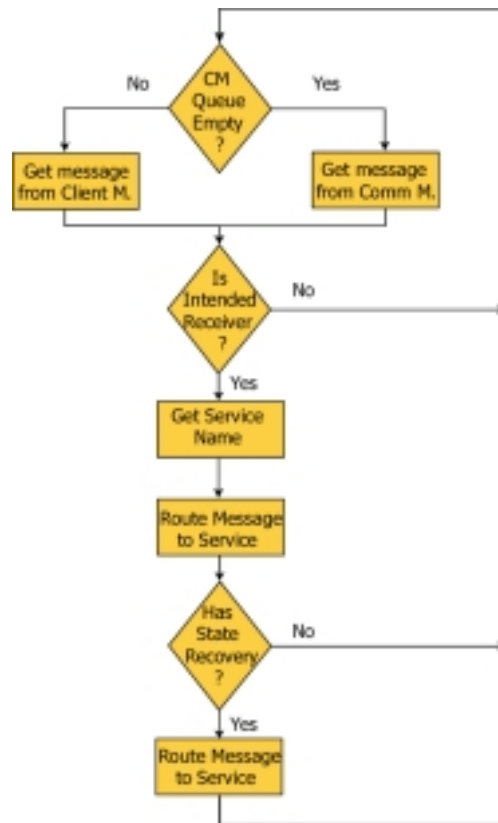 CM
Queue
Empty
?
No
Yes
Get message
from Client M.
Get message
from Comm M.
Is
Intended
Receiver
?
No
Yes
Get Service
Name
Route Message
to Service
Has
State
Recovery
?
No
Yes
Route Message
to Service